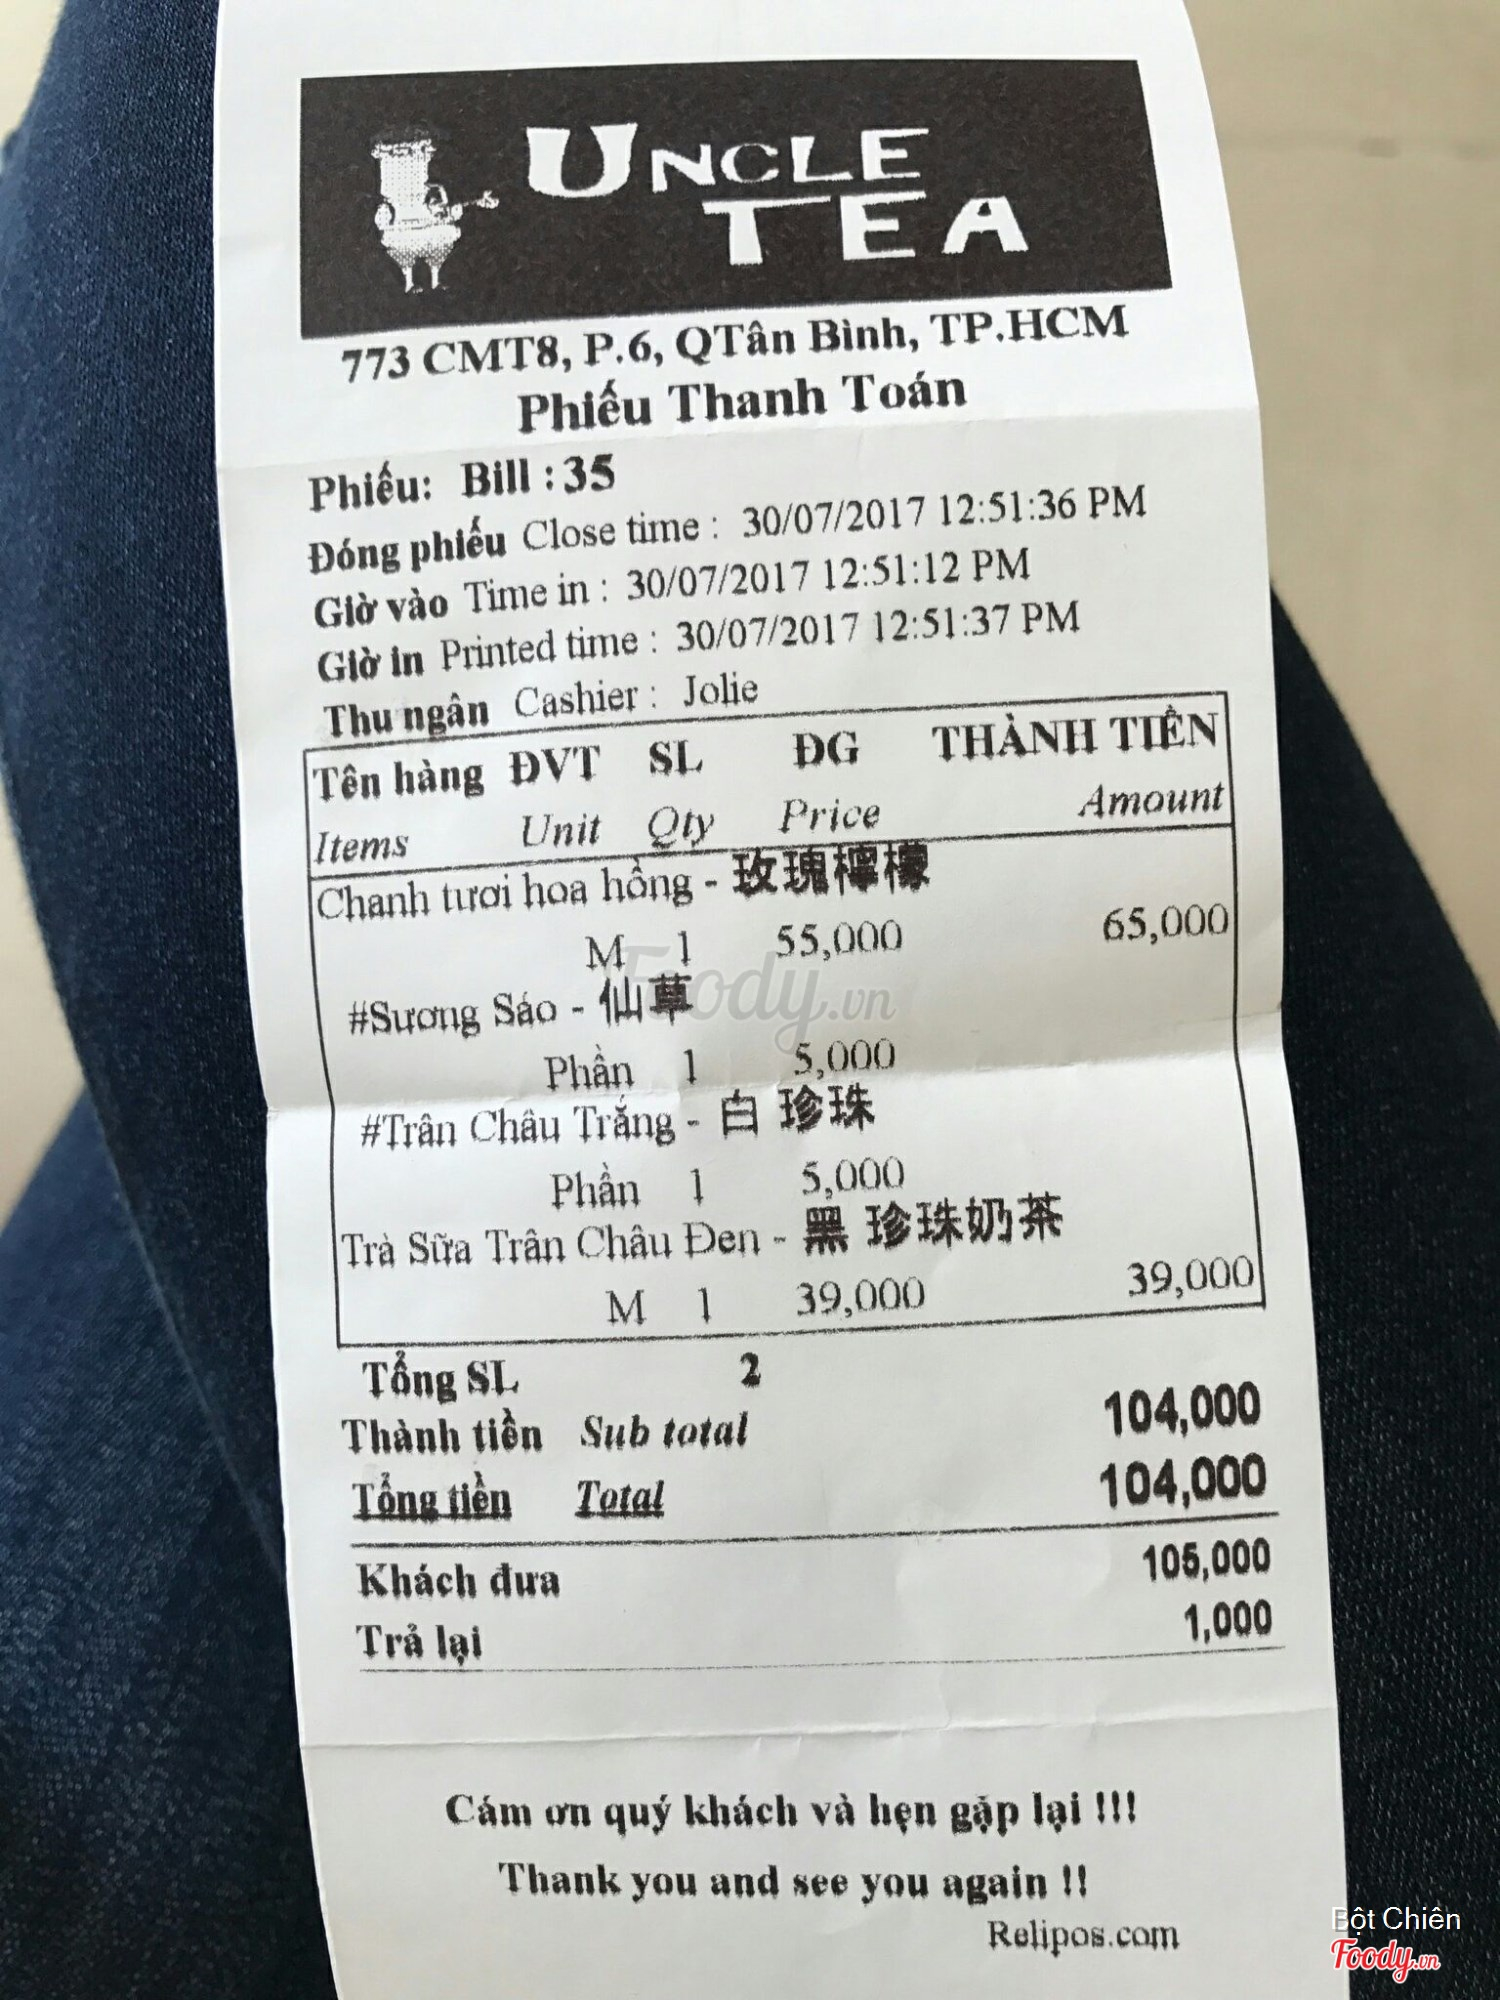 UNCLE
TEA
773 CMT8, P.6, QTân Bình, TP.HCM
Phiếu Thanh Toán
Phiếu: Bill : 35
Đóng phiếu Close time : 30/07/2017 12:51:36 PM
Giờ vào Time in : 30/07/2017 12:51:12 PM
Giờ in Printed time : 30/07/2017 12:51:37 PM
Thu ngân Cashier : Jolie
Tên hàng ĐVT SL ĐG THÀNH TIỀN
Items Unit Qty Price Amount
Chanh tươi hoa hồng - 玫瑰檸檬
M 1 55,000 65,000
#Sương Sáo - 仙草
Phần 1 5,000
#Trân Châu Trắng - 白 珍珠
Phần 1 5,000
Trà Sữa Trân Châu Đen - 黑 珍珠奶茶
M 1 39,000 39,000
Tổng SL 2
Thành tiền Sub total 104,000
Tổng tiền Total 104,000
Khách đưa 105,000
Trả lại 1,000
Cám ơn quý khách và hẹn gặp lại !!!
Thank you and see you again !!
Relipos.com
Foody.vn
Bột Chiên
Foody.vn